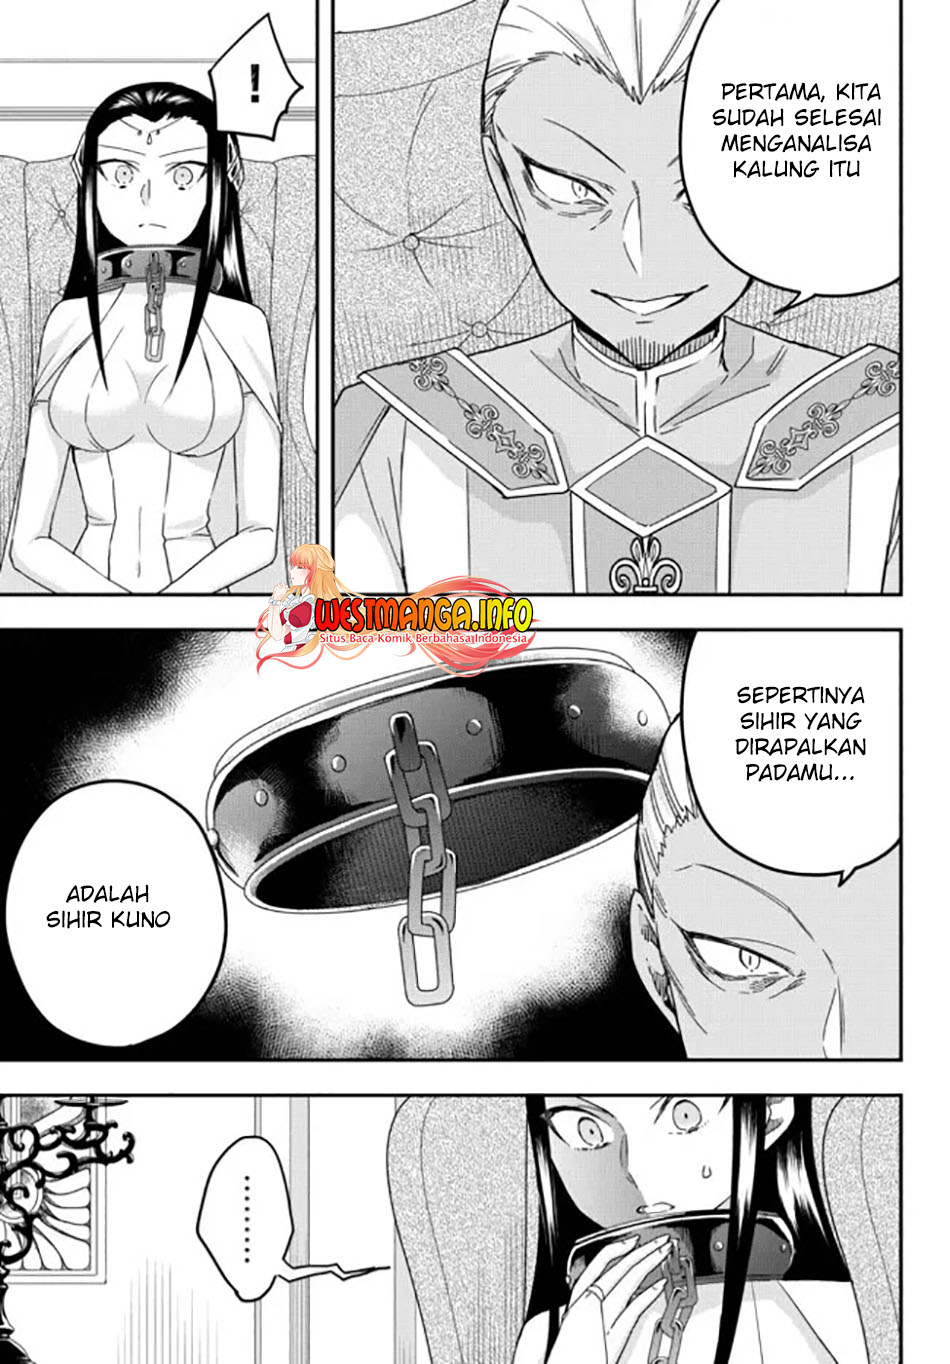 PERTAMA, KITA
SUDAH SELESAI
MENGANALISA
KALUNG ITU
!
WESTMANGA.INFO
Situs Baca Komik Berbahasa Indonesia
SEPERTINYA
SIHIR YANG
DIRAPALKAN
PADAMU...
ADALAH
SIHIR KUNO
.........